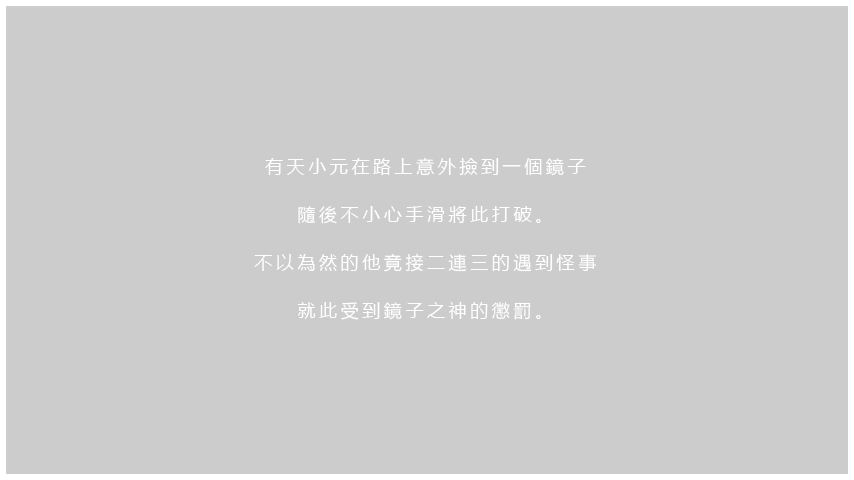 有天小元在路上意外撿到一個鏡子
隨後不小心手滑將此打破。
不以為然的他竟接二連三的遇到怪事
就此受到鏡子之神的懲罰。